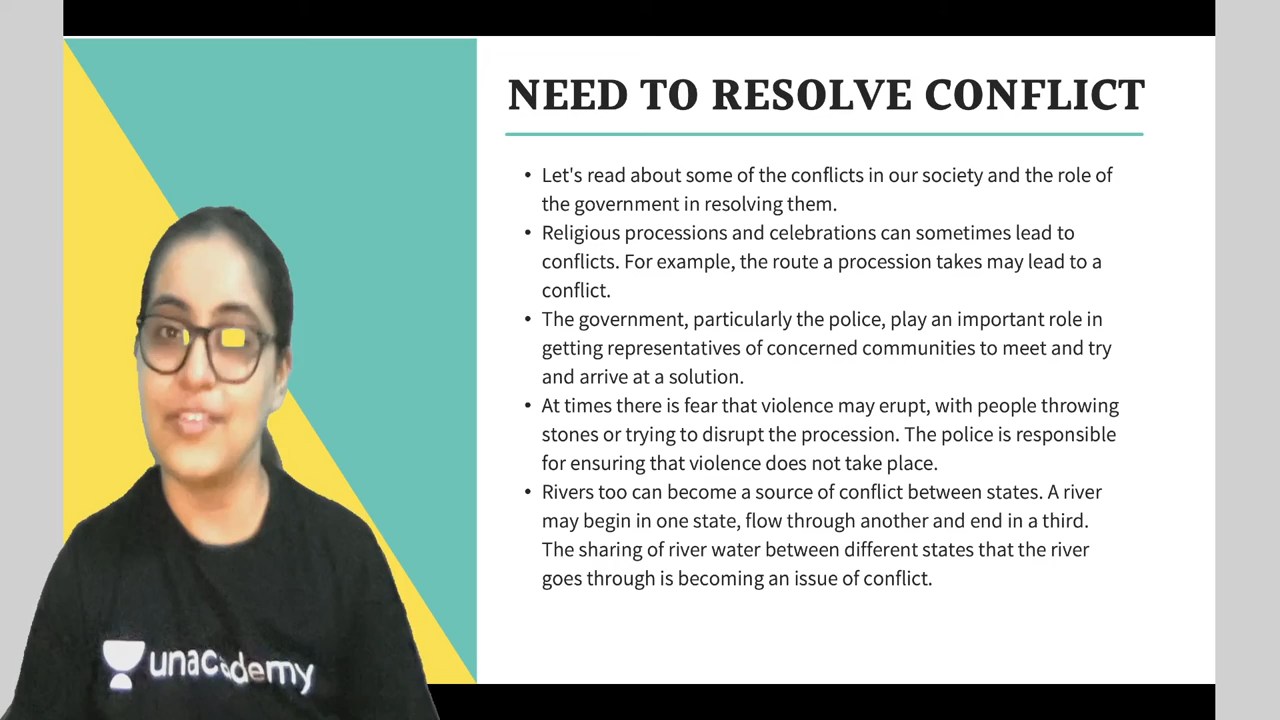 NEED TO RESOLVE CONFLICT
• Let's read about some of the conflicts in our society and the role of
the government in resolving them.
• Religious processions and celebrations can sometimes lead to
conflicts. For example, the route a procession takes may lead to a
conflict.
• The government, particularly the police, play an important role in
getting representatives of concerned communities to meet and try
and arrive at a solution.
• At times there is fear that violence may erupt, with people throwing
stones or trying to disrupt the procession. The police is responsible
for ensuring that violence does not take place.
• Rivers too can become a source of conflict between states. A river
may begin in one state, flow through another and end in a third.
The sharing of river water between different states that the river
goes through is becoming an issue of conflict.
unacademy